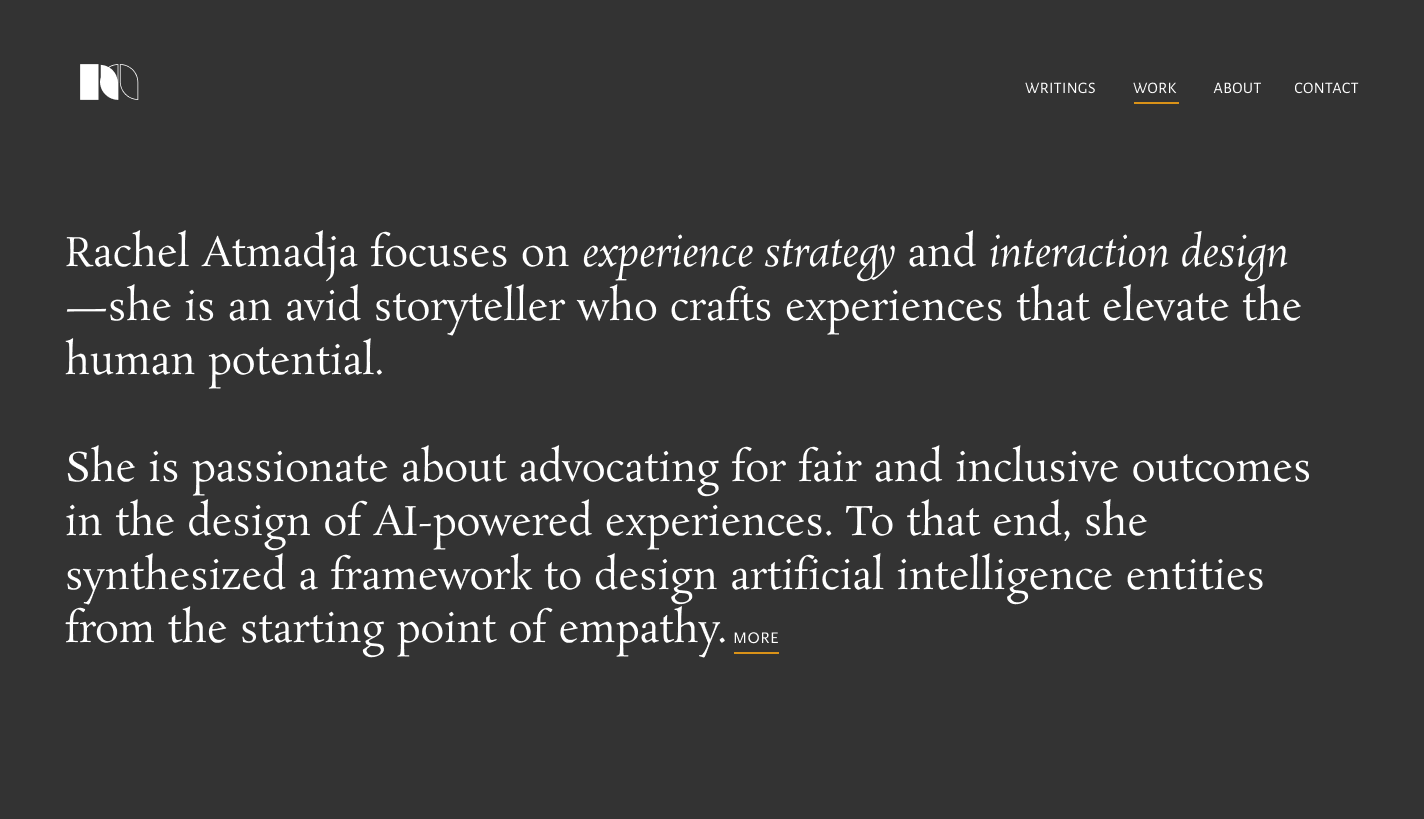 WRITINGS WORK ABOUT CONTACT
Rachel Atmadja focuses on experience strategy and interaction design
—she is an avid storyteller who crafts experiences that elevate the
human potential.
She is passionate about advocating for fair and inclusive outcomes
in the design of AI-powered experiences. To that end, she
synthesized a framework to design artificial intelligence entities
from the starting point of empathy. MORE